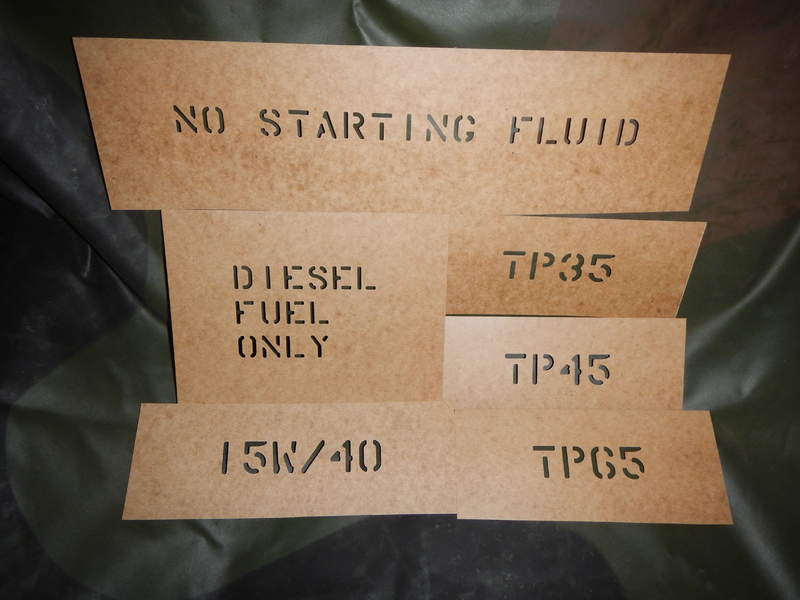 NO STARTING FLUID
DIESEL
FUEL
ONLY
TP35
TP45
15W/40
TP65